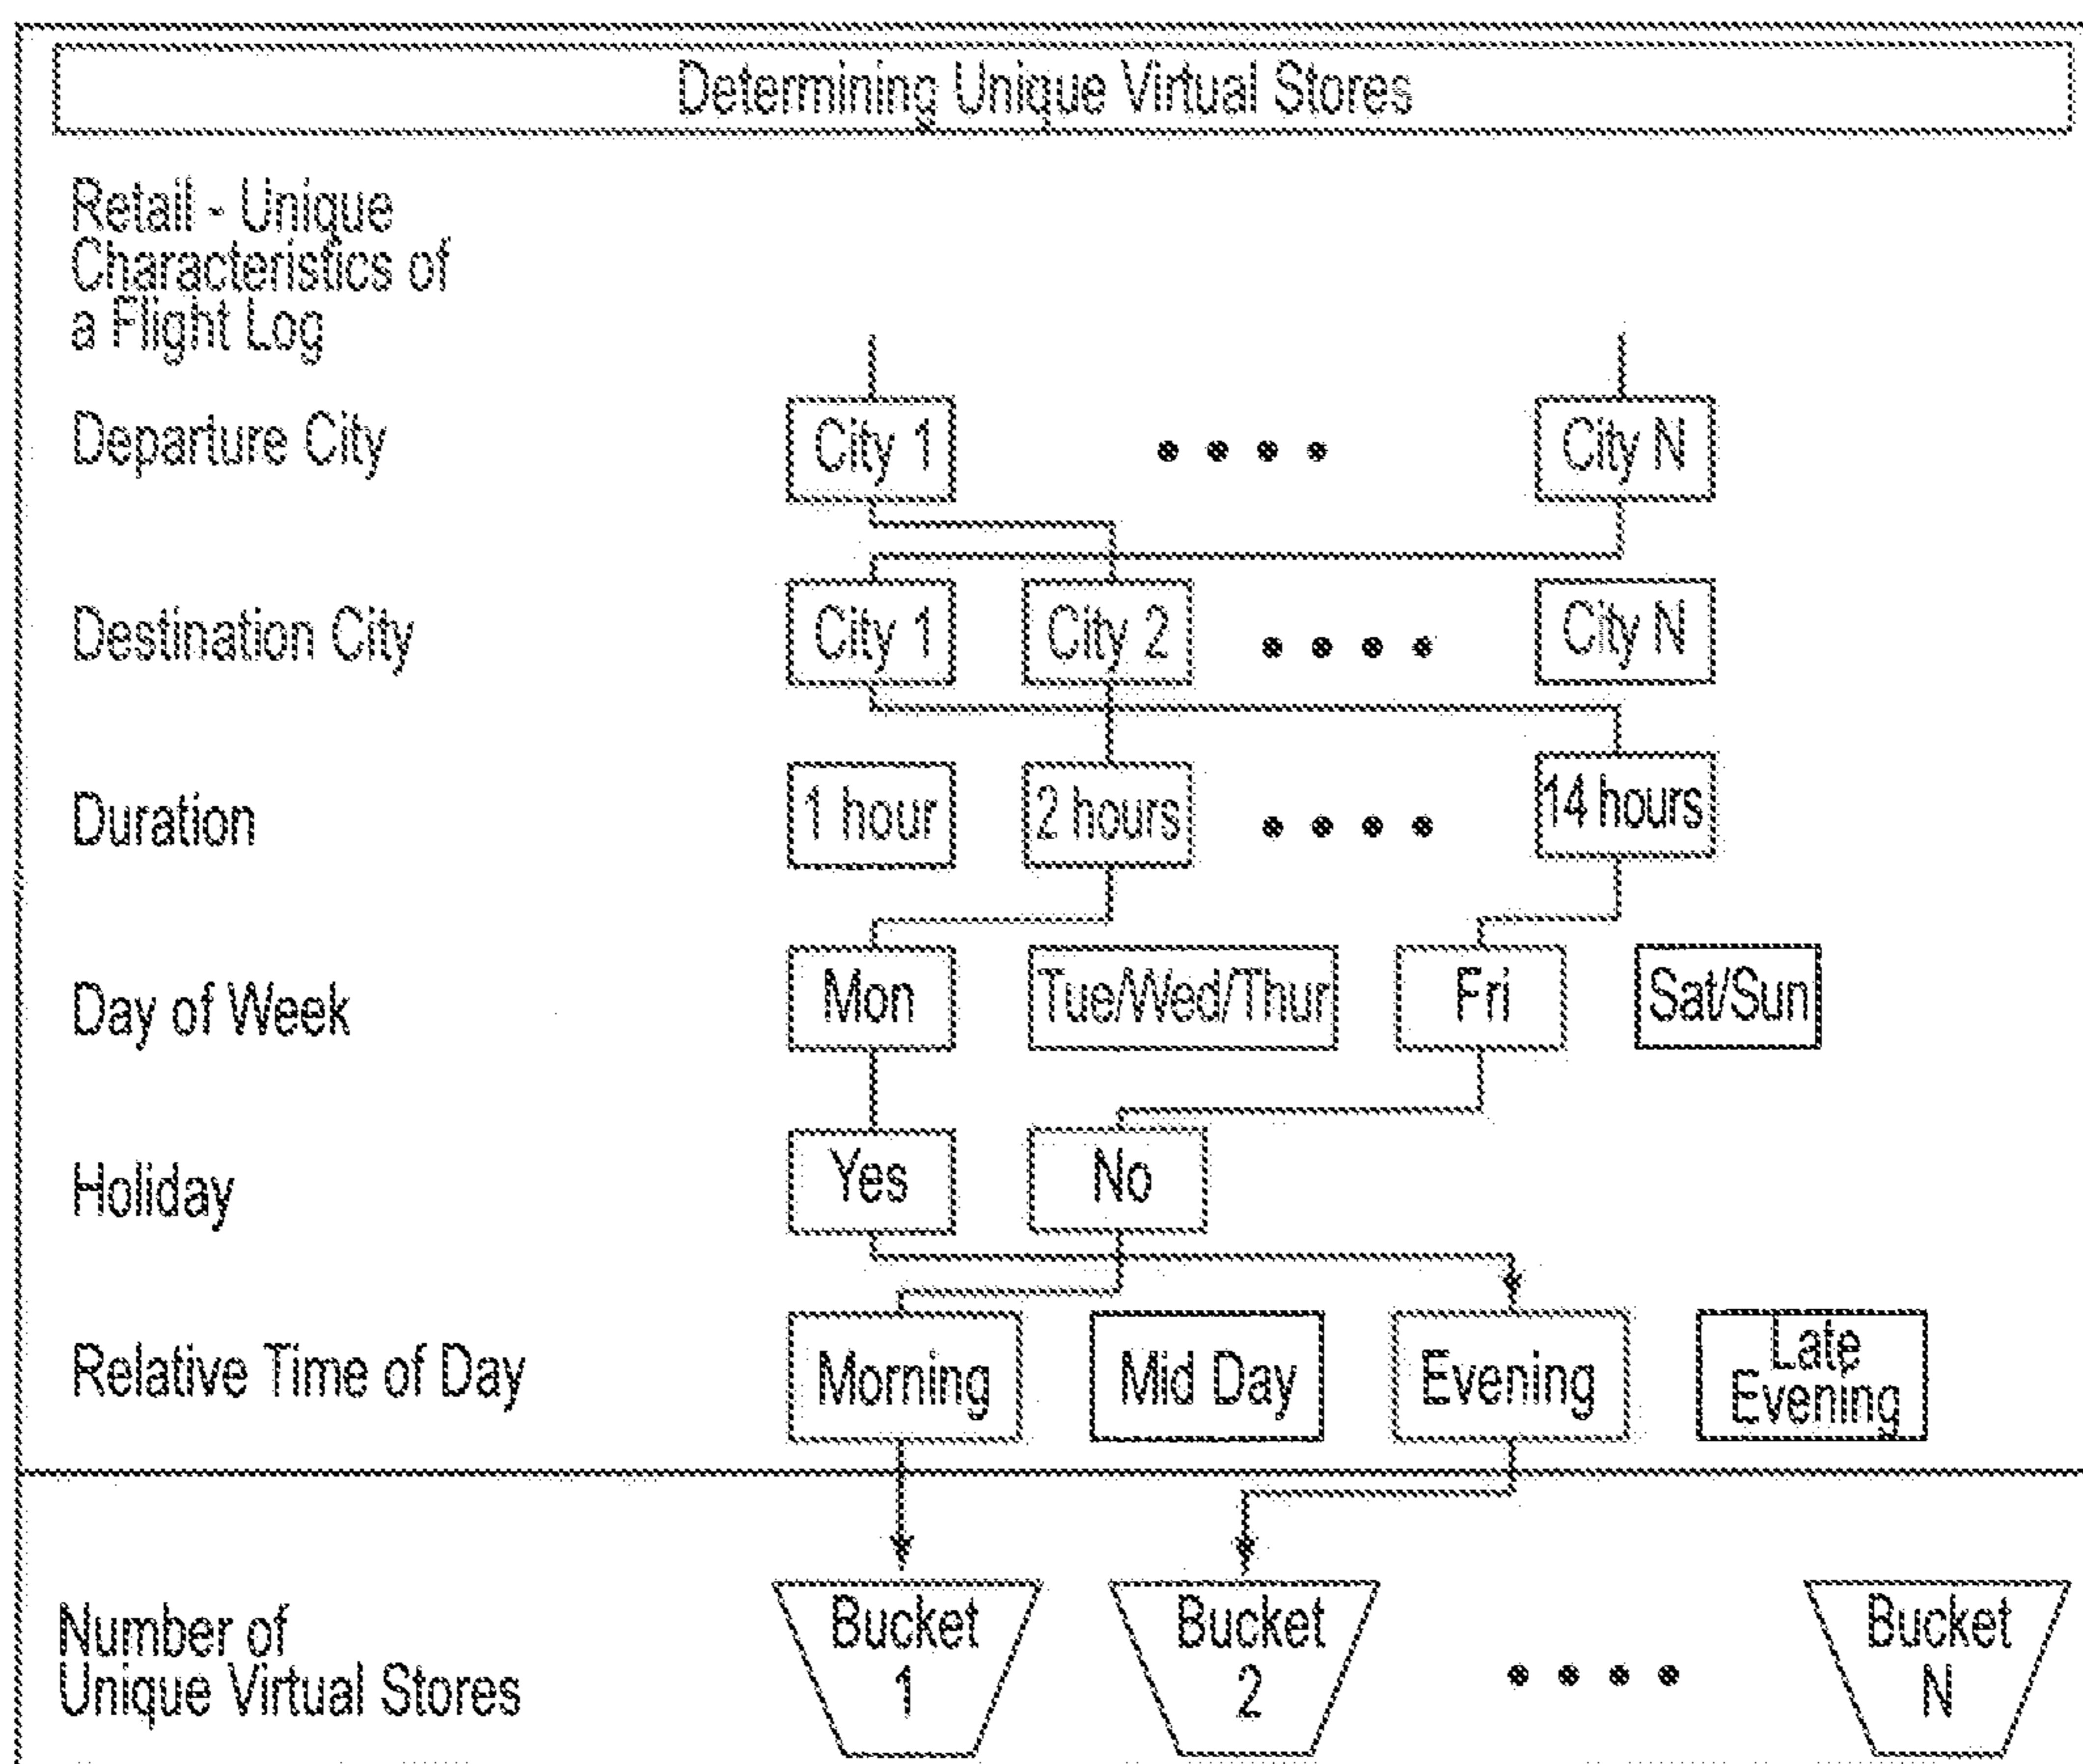 Determining Unique Virtual Stores
Retail - Unique
Characteristics of
a Flight Log
Departure City
City 1
City N
Destination City
City 1
City 2
City N
Duration
1 hour
2 hours
14 hours
Day of Week
Mon
Tue/Wed/Thur
Fri
Sat/Sun
Holiday
Yes
No
Relative Time of Day
Morning
Mid Day
Evening
Late
Evening
Number of
Unique Virtual Stores
Bucket
1
Bucket
2
Bucket
N